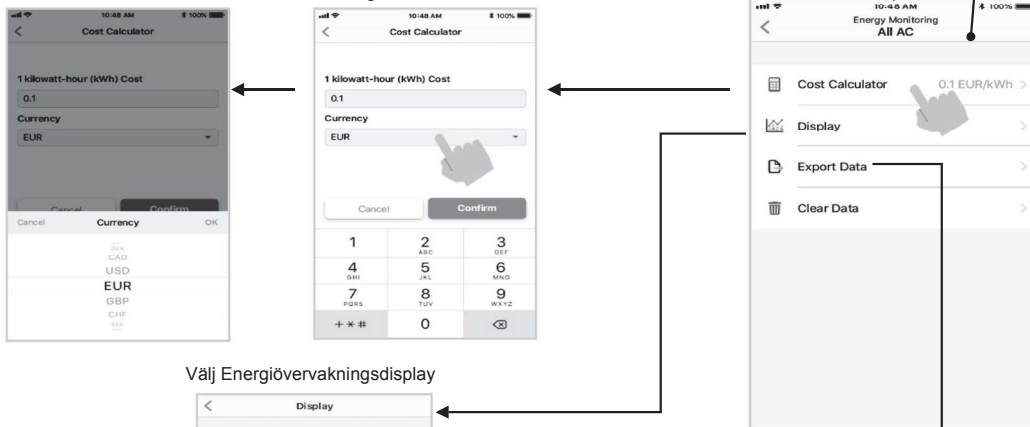 10:48 AM
100%
Cost Calculator
1 kilowatt-hour (kWh) Cost
0.1
Currency
EUR
Cancel
Confirm
Cancel
Currency
OK
CAD
USD
EUR
GBP
CHF
SEK
10:48 AM
100%
Cost Calculator
1 kilowatt-hour (kWh) Cost
0.1
Currency
EUR
Cancel
Confirm
1
2
ABC
3
DEF
4
GHI
5
JKL
6
MNO
7
PQRS
8
TUV
9
WXYZ
+*#
0
10:48 AM
100%
Energy Monitoring
All AC
Cost Calculator 0.1 EUR/kWh
Display
Export Data
Clear Data
Välj Energiövervakningsdisplay
Display